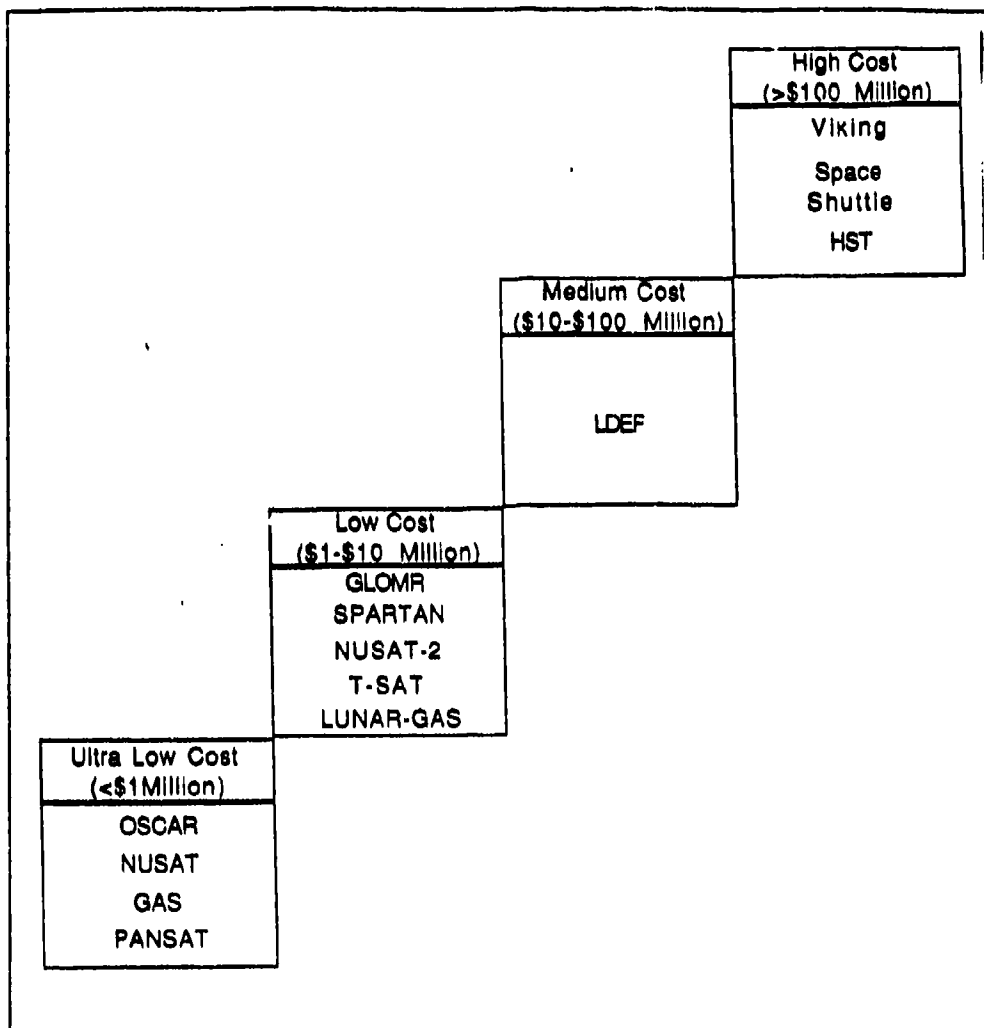 High Cost
(>$100 Million)
Viking
Space
Shuttle
HST
Medium Cost
($10-$100 Million)
LDEF
Low Cost
($1-$10 Million)
GLOMR
SPARTAN
NUSAT-2
T-SAT
LUNAR-GAS
Ultra Low Cost
(<$1Million)
OSCAR
NUSAT
GAS
PANSAT